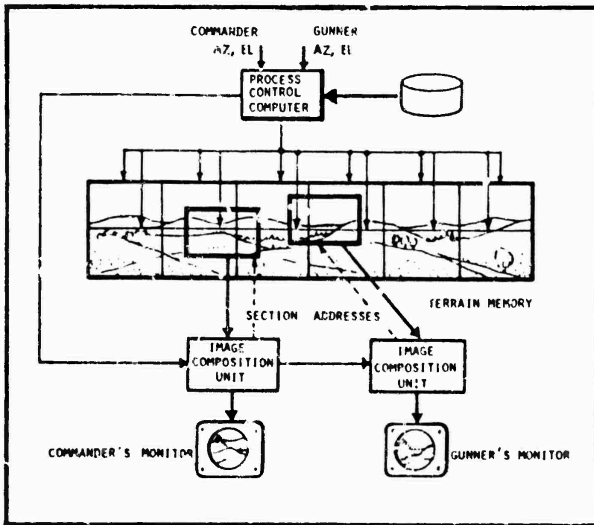 COMMANDER
AZ, EL
GUNNER
AZ, EL
PROCESS
CONTROL
COMPUTER
TERRAIN MEMORY
SECTION ADDRESSES
IMAGE
COMPOSITION
UNIT
IMAGE
COMPOSITION
UNIT
COMMANDER'S MONITOR
GUNNER'S MONITOR